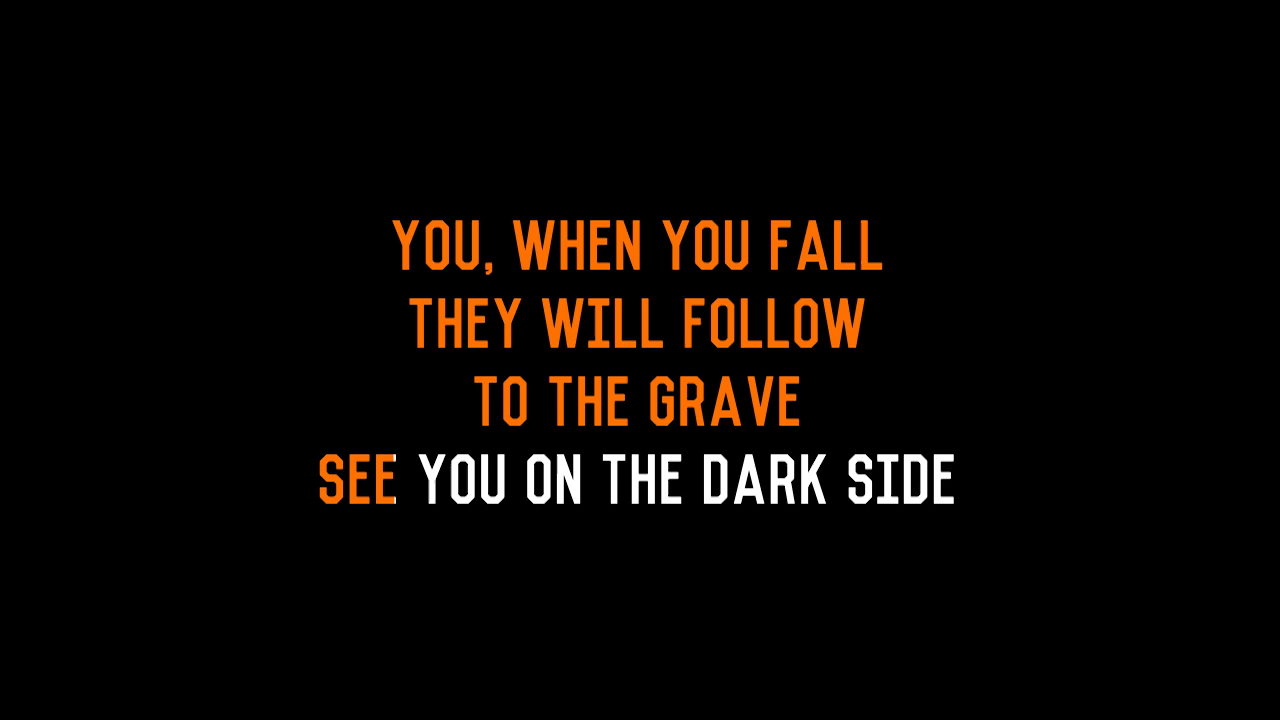 YOU, WHEN YOU FALL
THEY WILL FOLLOW
TO THE GRAVE
SEE YOU ON THE DARK SIDE